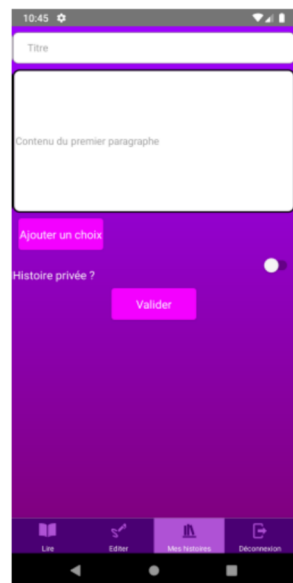 10:45
Titre
Contenu du premier paragraphe
Ajouter un choix
Histoire privée ?
Valider
Lire
Editer
Mes histoires
Déconnexion